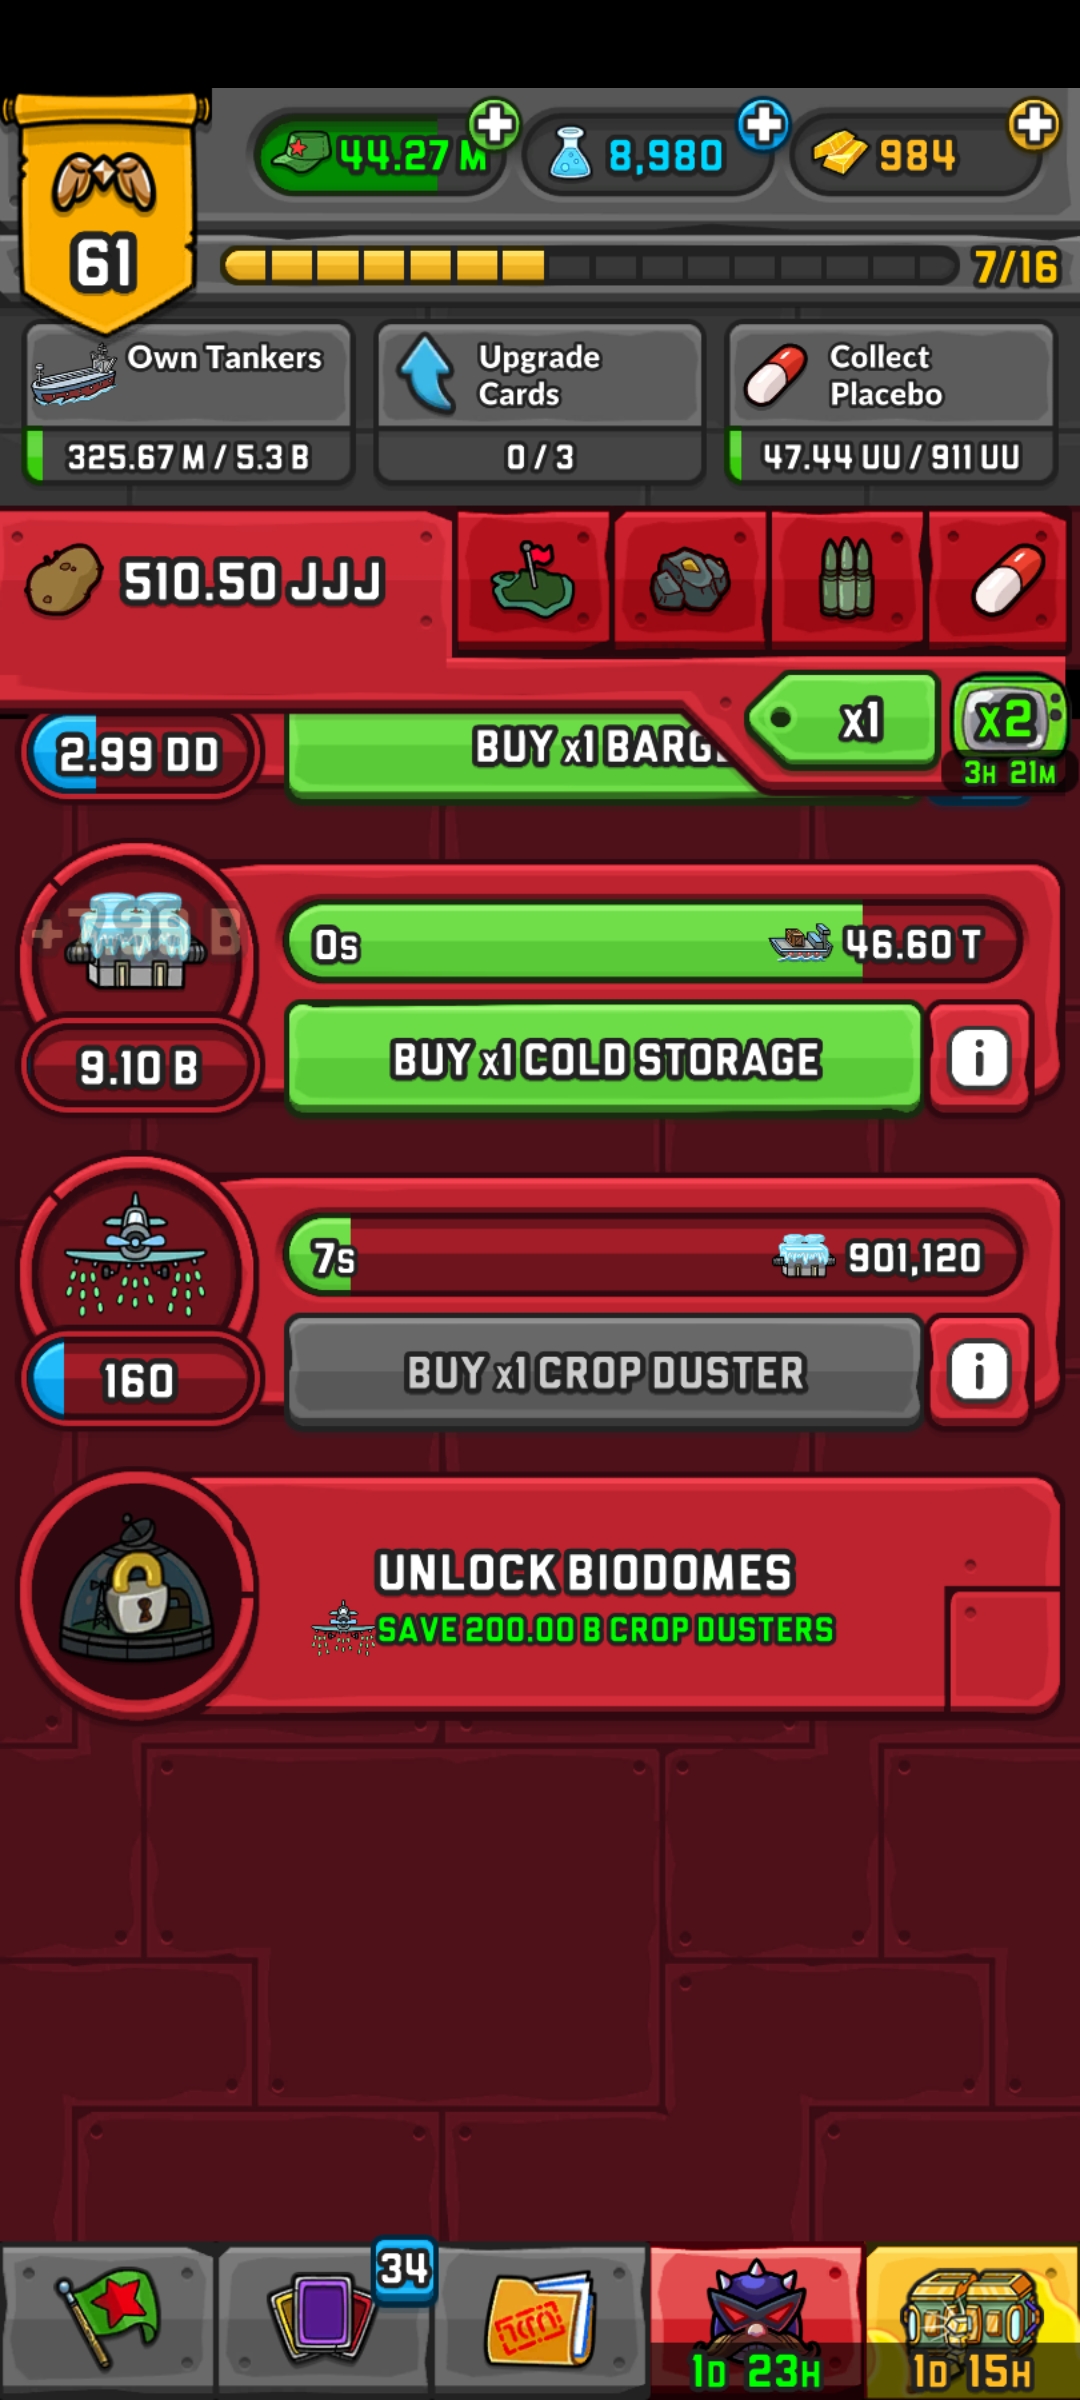 44.27 M
8,980
984
61
7/16
Own Tankers
Upgrade
Cards
Collect
Placebo
325.67 M / 5.3 B
0 / 3
47.44 UU / 911 UU
510.50 JJJ
x1
x2
3H 21M
2.99 DD
BUY x1
0s
46.60 T
9.10 B
BUY x1 COLD STORAGE
i
7s
901,120
160
BUY x1 CROP DUSTER
i
UNLOCK BIODOMES
SAVE 200.00 B CROP DUSTERS
34
1D 23H
1D 15H